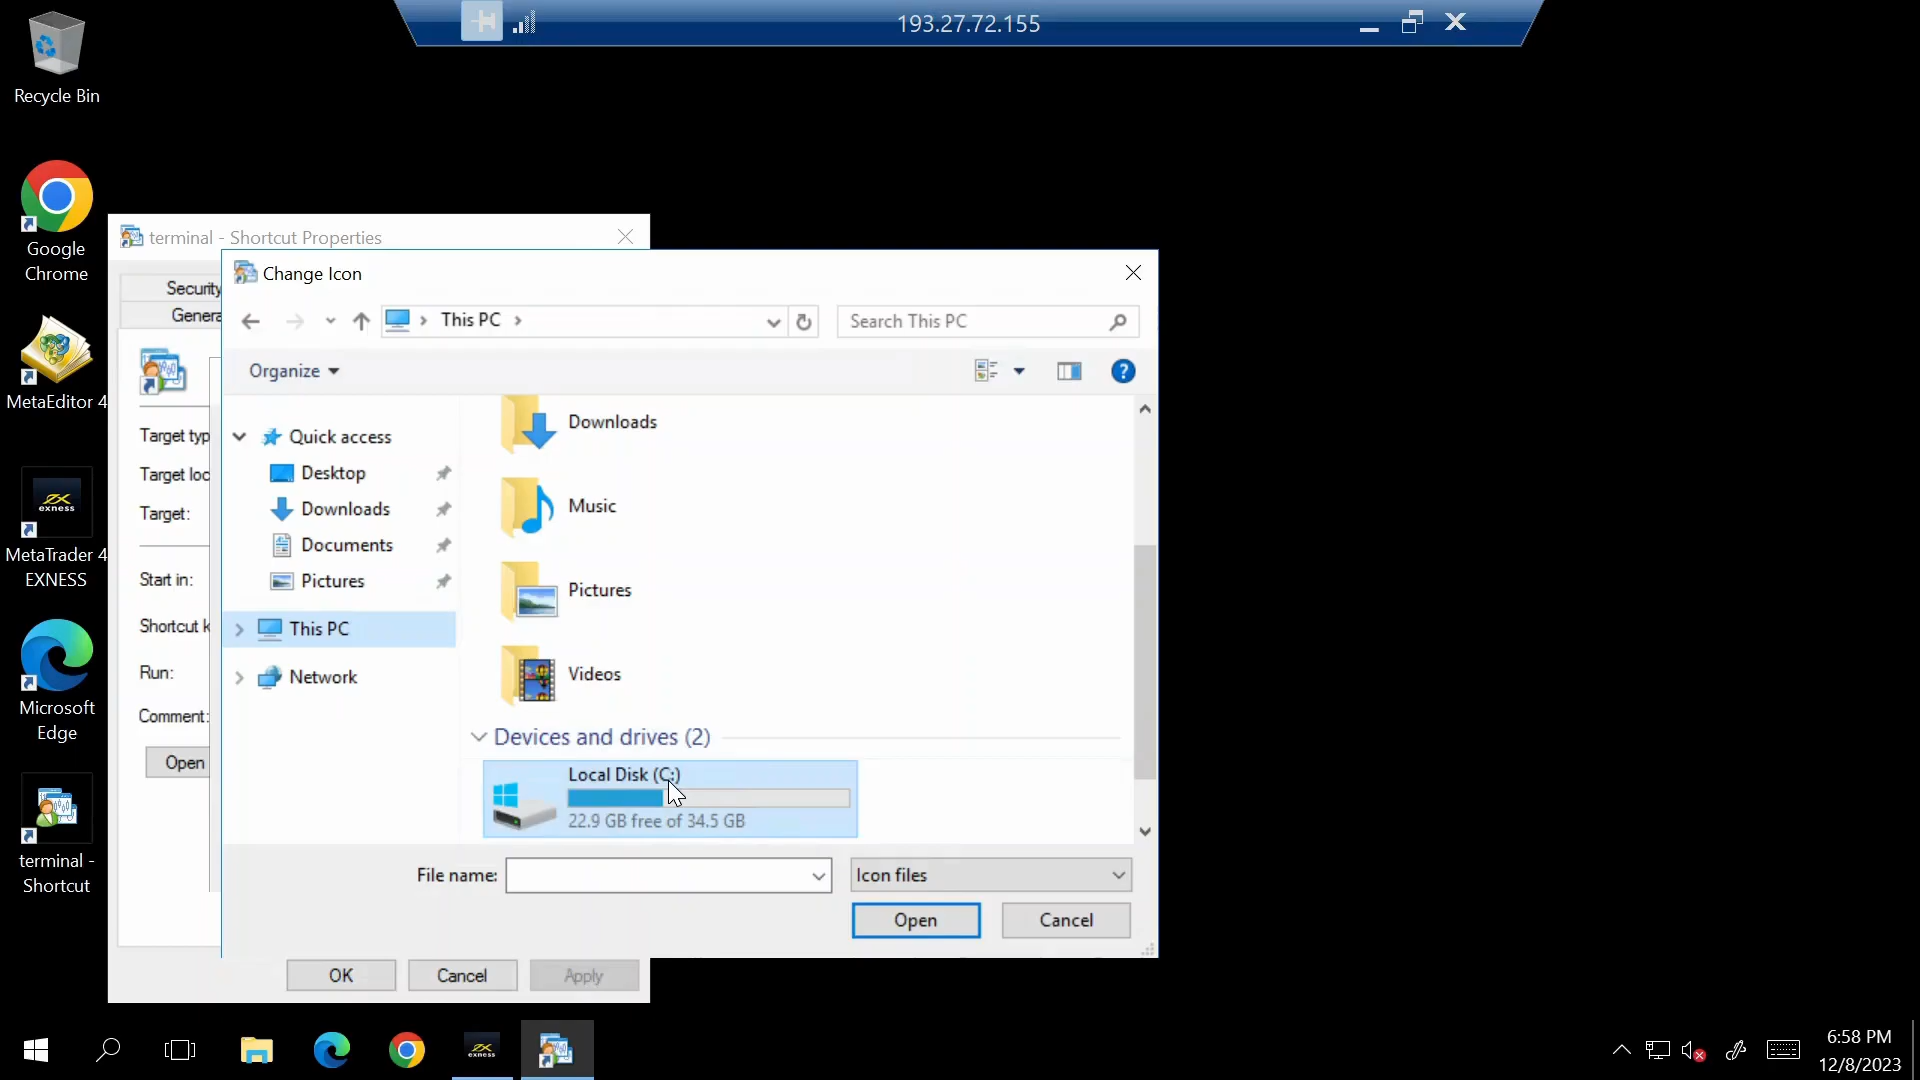 193.27.72.155
Recycle Bin
Google
Chrome
MetaEditor 4
exness
MetaTrader 4
EXNESS
Microsoft
Edge
terminal -
Shortcut
terminal - Shortcut Properties
Security
Genera
Target typ
Target loc
Target:
Start in:
Shortcut k
Run:
Comment:
Open
OK
Cancel
Apply
Change Icon
This PC
Search This PC
Organize
Quick access
Desktop
Downloads
Documents
Pictures
This PC
Network
Downloads
Music
Pictures
Videos
Devices and drives (2)
Local Disk (C:)
22.9 GB free of 34.5 GB
File name:
Icon files
Open
Cancel
exness
6:58 PM
12/8/2023